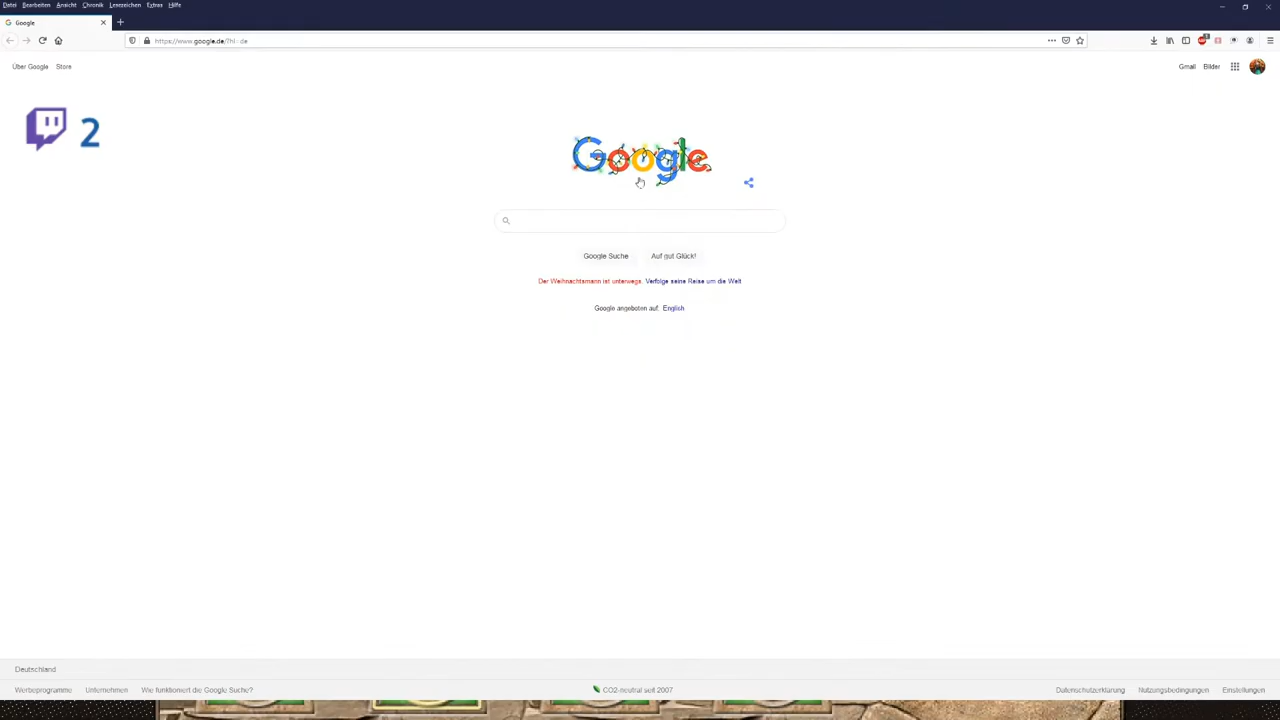 Datei Bearbeiten Ansicht Chronik Lesezeichen Extras Hilfe
Google
https://www.google.de/?hl=de
Über Google Store
Gmail Bilder
2
Google
Google Suche Auf gut Glück!
Der Weihnachtsmann ist unterwegs. Verfolge seine Reise um die Welt
Google angeboten auf: English
Deutschland
Werbeprogramme Unternehmen Wie funktioniert die Google Suche? CO2-neutral seit 2007 Datenschutzerklärung Nutzungsbedingungen Einstellungen